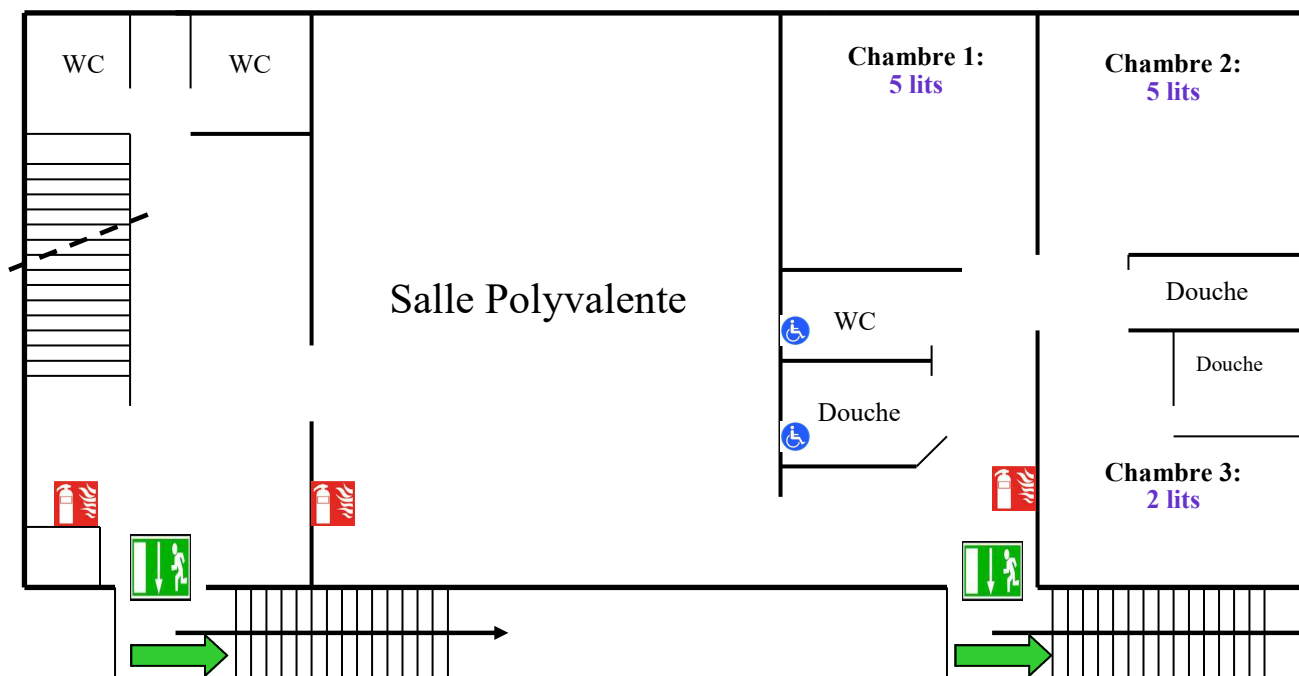 WC
WC
Chambre 1:
5 lits
Chambre 2:
5 lits
Salle Polyvalente
WC
Douche
Douche
Douche
Chambre 3:
2 lits